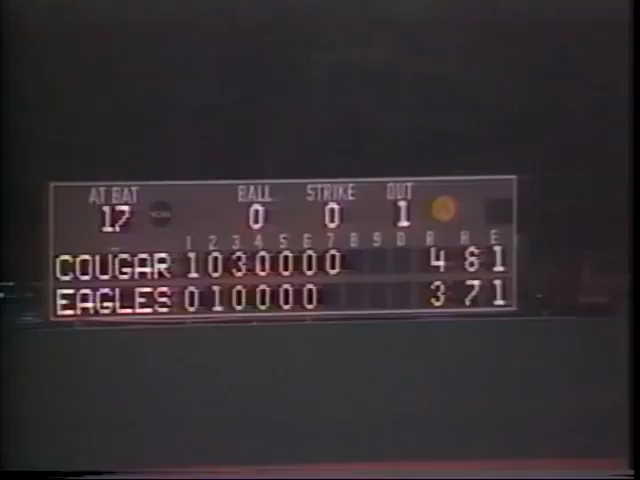 AT BAT BALL STRIKE OUT
17 0 0 1
1 2 3 4 5 6 7 8 9 0 R H E
COUGAR 1 0 3 0 0 0 0 4 8 1
EAGLES 0 1 0 0 0 0 3 7 1